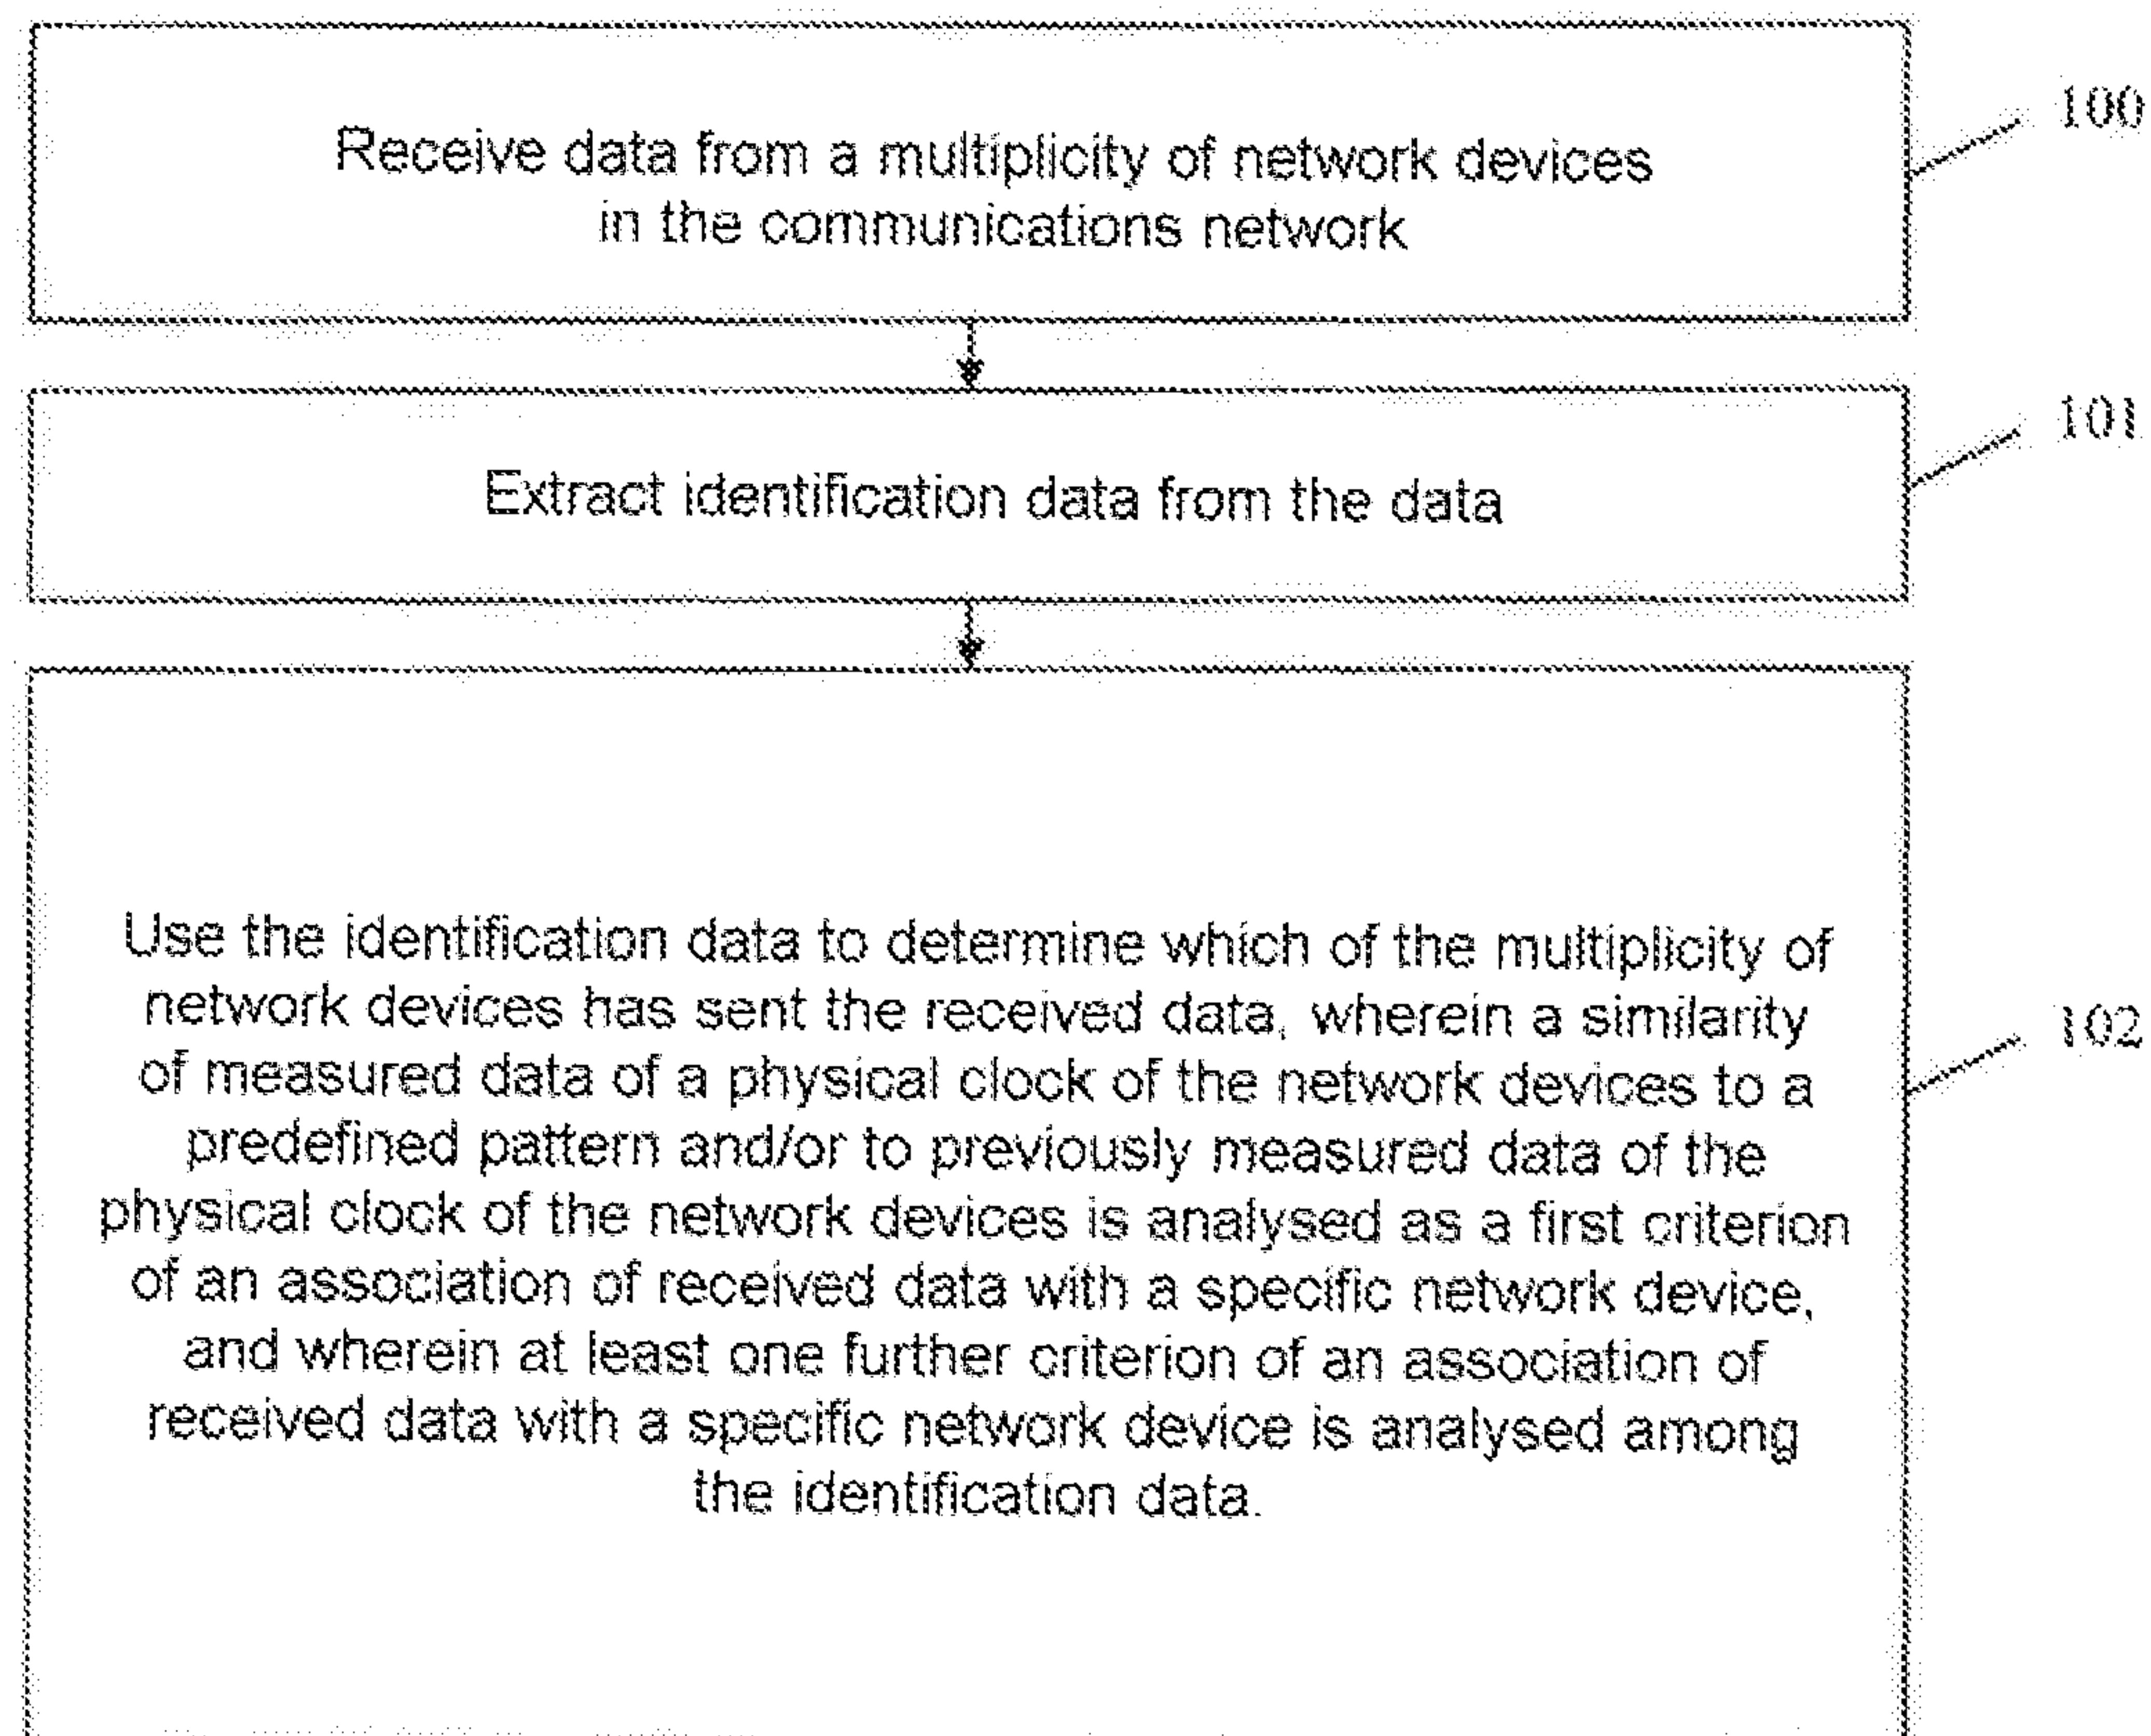 100
Receive data from a multiplicity of network devices
in the communications network
101
Extract identification data from the data
Use the identification data to determine which of the multiplicity of
network devices has sent the received data, wherein a similarity
102
of measured data of a physical clock of the network devices to a
predefined pattern and/or to previously measured data of the
physical clock of the network devices is analysed as a first criterion
of an association of received data with a specific network device,
and wherein at least one further criterion of an association of
received data with a specific network device is analysed among
the identification data.